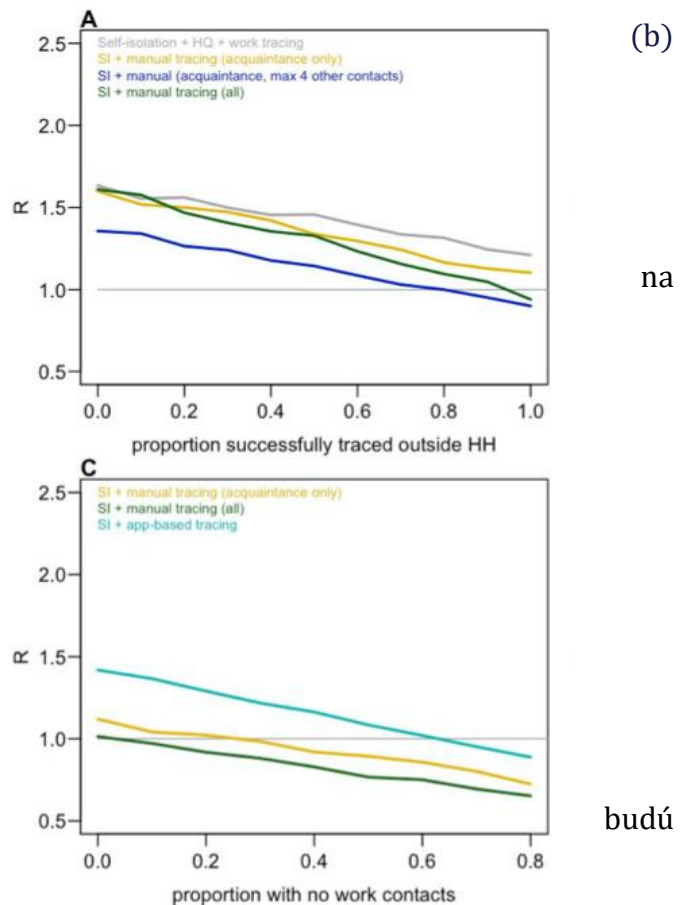 A
(b)
2.5
Self-isolation + HQ + work tracing
SI + manual tracing (acquaintance only)
SI + manual (acquaintance, max 4 other contacts)
SI + manual tracing (all)
2.0
R
1.5
na
1.0
0.5
0.0 0.2 0.4 0.6 0.8 1.0
proportion successfully traced outside HH
C
2.5
SI + manual tracing (acquaintance only)
SI + manual tracing (all)
SI + app-based tracing
2.0
R
1.5
1.0
0.5
budú
0.0 0.2 0.4 0.6 0.8
proportion with no work contacts